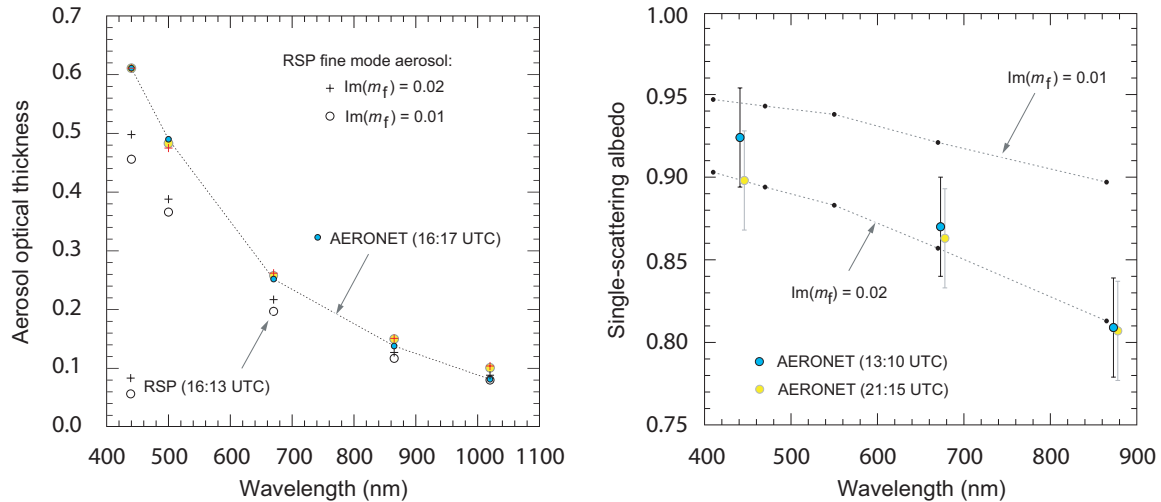 0.7
0.6
0.5
0.4
0.3
0.2
0.1
0.0
Aerosol optical thickness
RSP fine mode aerosol:
+ Im(mf) = 0.02
○ Im(mf) = 0.01
AERONET (16:17 UTC)
RSP (16:13 UTC)
400 500 600 700 800 900 1000 1100
Wavelength (nm)
1.00
0.95
0.90
0.85
0.80
0.75
Single-scattering albedo
Im(mf) = 0.01
Im(mf) = 0.02
AERONET (13:10 UTC)
AERONET (21:15 UTC)
400 500 600 700 800 900
Wavelength (nm)